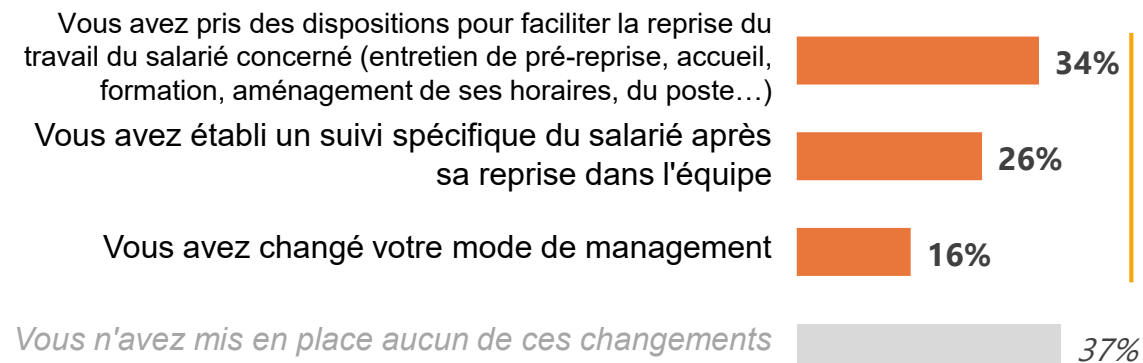 Vous avez pris des dispositions pour faciliter la reprise du
travail du salarié concerné (entretien de pré-reprise, accueil,
formation, aménagement de ses horaires, du poste…)
34%
Vous avez établi un suivi spécifique du salarié après
sa reprise dans l'équipe
26%
Vous avez changé votre mode de management
16%
Vous n'avez mis en place aucun de ces changements
37%